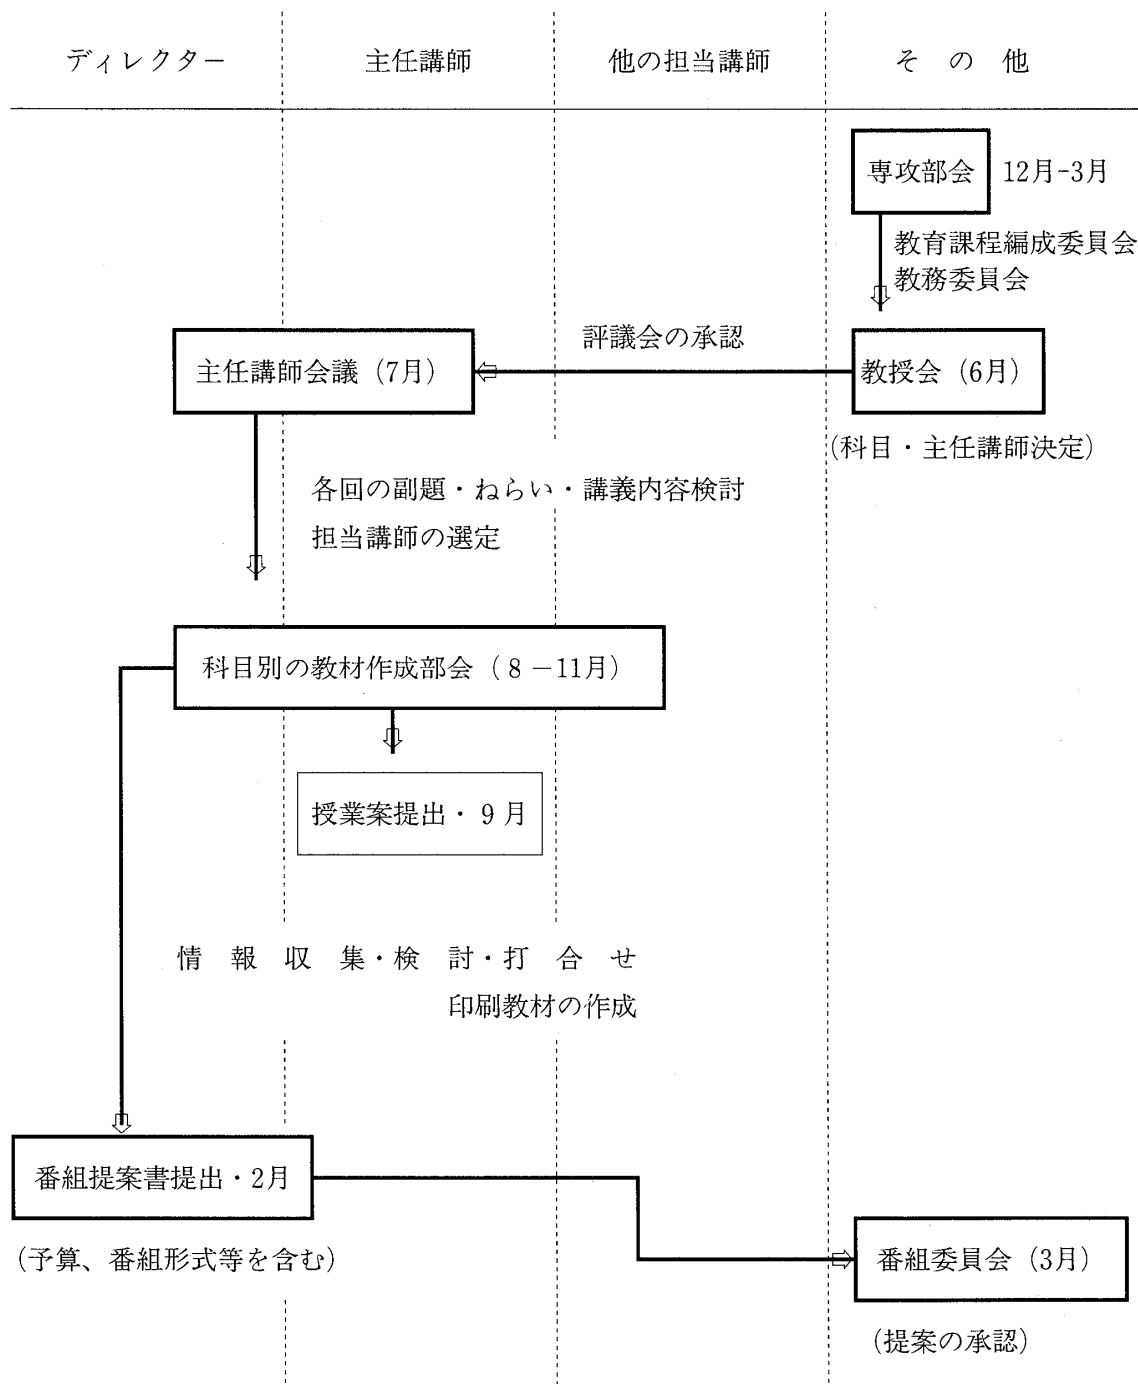 ディレクター 主任講師 他の担当講師 その他
専攻部会 12月-3月
教育課程編成委員会
教務委員会
評議会の承認
主任講師会議（7月） 教授会（6月）
（科目・主任講師決定）
各回の副題・ねらい・講義内容検討
担当講師の選定
科目別の教材作成部会（8－11月）
授業案提出・9月
情報収集・検討・打合せ
印刷教材の作成
番組提案書提出・2月
（予算、番組形式等を含む）
番組委員会（3月）
（提案の承認）